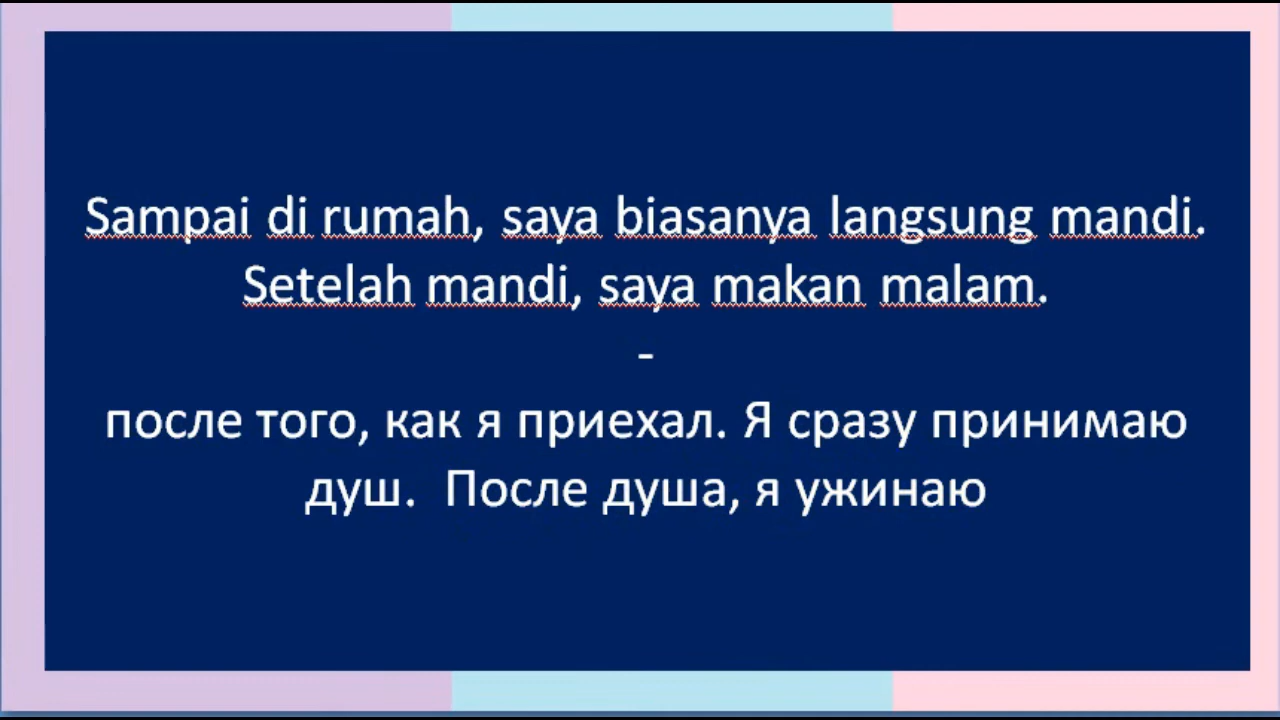 Sampai di rumah, saya biasanya langsung mandi.
Setelah mandi, saya makan malam.
-
после того, как я приехал. Я сразу принимаю
душ.  После душа, я ужинаю